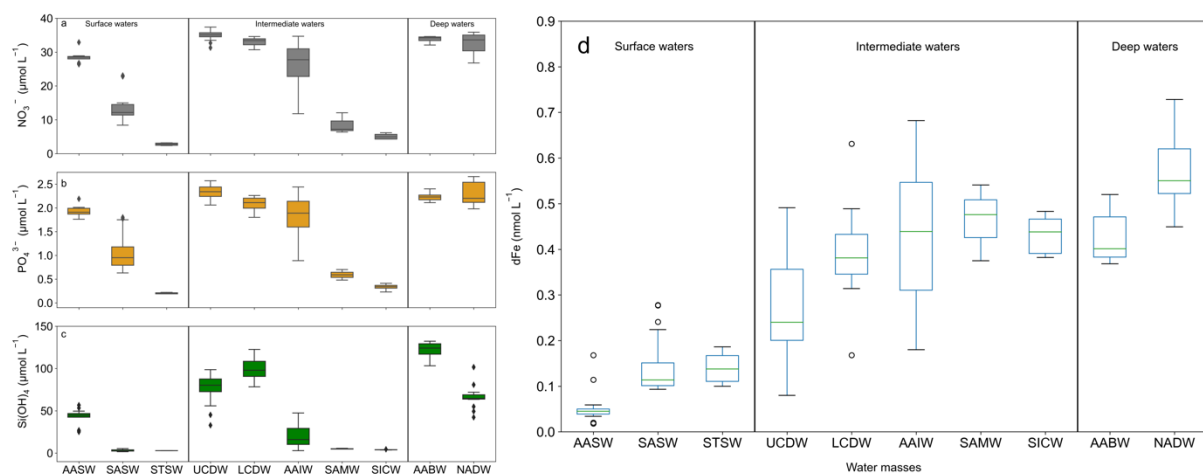 a
Surface waters
Intermediate waters
Deep waters
NO₃⁻ (μmol L⁻¹)
40
30
20
10
0
b
PO₄³⁻ (μmol L⁻¹)
2.5
2.0
1.5
1.0
0.5
0.0
c
Si(OH)₄ (μmol L⁻¹)
150
100
50
0
AASW SASW STSW UCDW LCDW AAIW SAMW SICW AABW NADW
d
Surface waters
Intermediate waters
Deep waters
dFe (nmol L⁻¹)
0.9
0.8
0.7
0.6
0.5
0.4
0.3
0.2
0.1
0.0
AASW SASW STSW UCDW LCDW AAIW SAMW SICW AABW NADW
Water masses